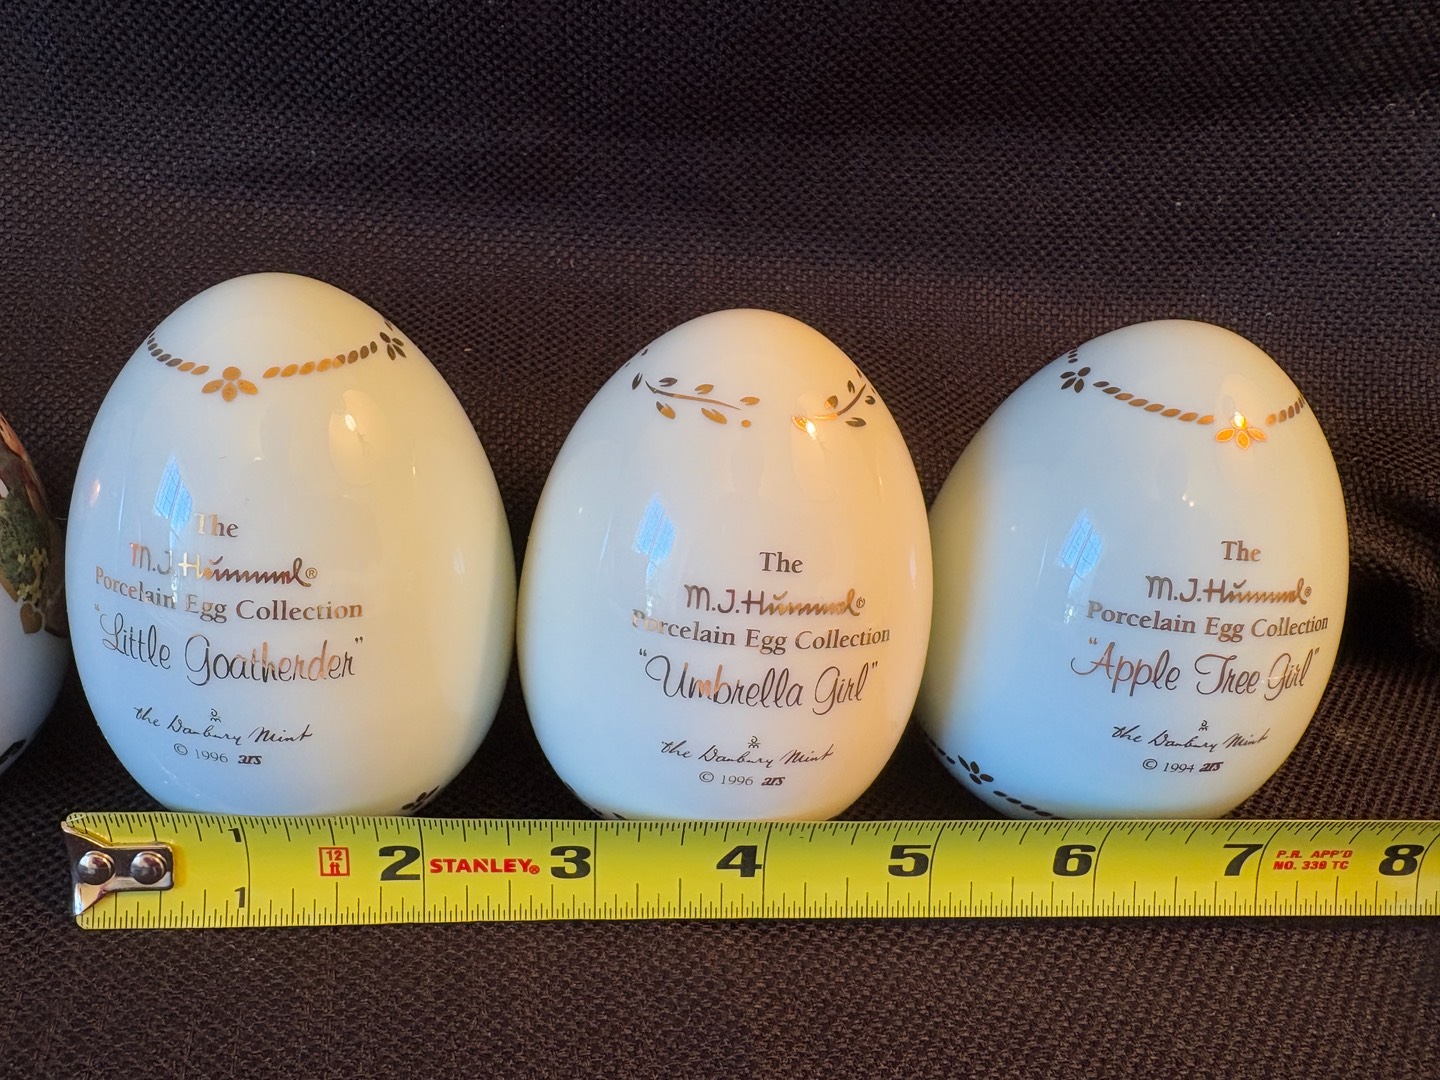 The
M.J.Hummel®
Porcelain Egg Collection
"Little Goatherder"
the Danbury Mint
© 1996 ars
The
M.J.Hummel®
Porcelain Egg Collection
"Umbrella Girl"
the Danbury Mint
© 1996 ars
The
M.J.Hummel®
Porcelain Egg Collection
"Apple Tree Girl"
the Danbury Mint
© 1994 ars
1 12 ft 2 STANLEY® 3 4 5 6 7 P.R. APP'D 8
1 NO. 339 TC